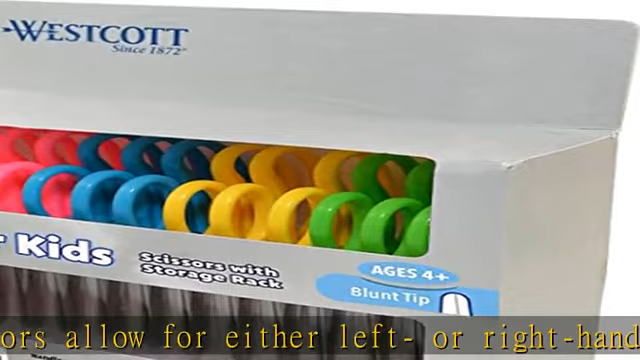 WESTCOTT
Since 1872
Kids
Scissors with
Storage Rack
AGES 4+
Blunt Tip
ors allow for either left- or right-hand